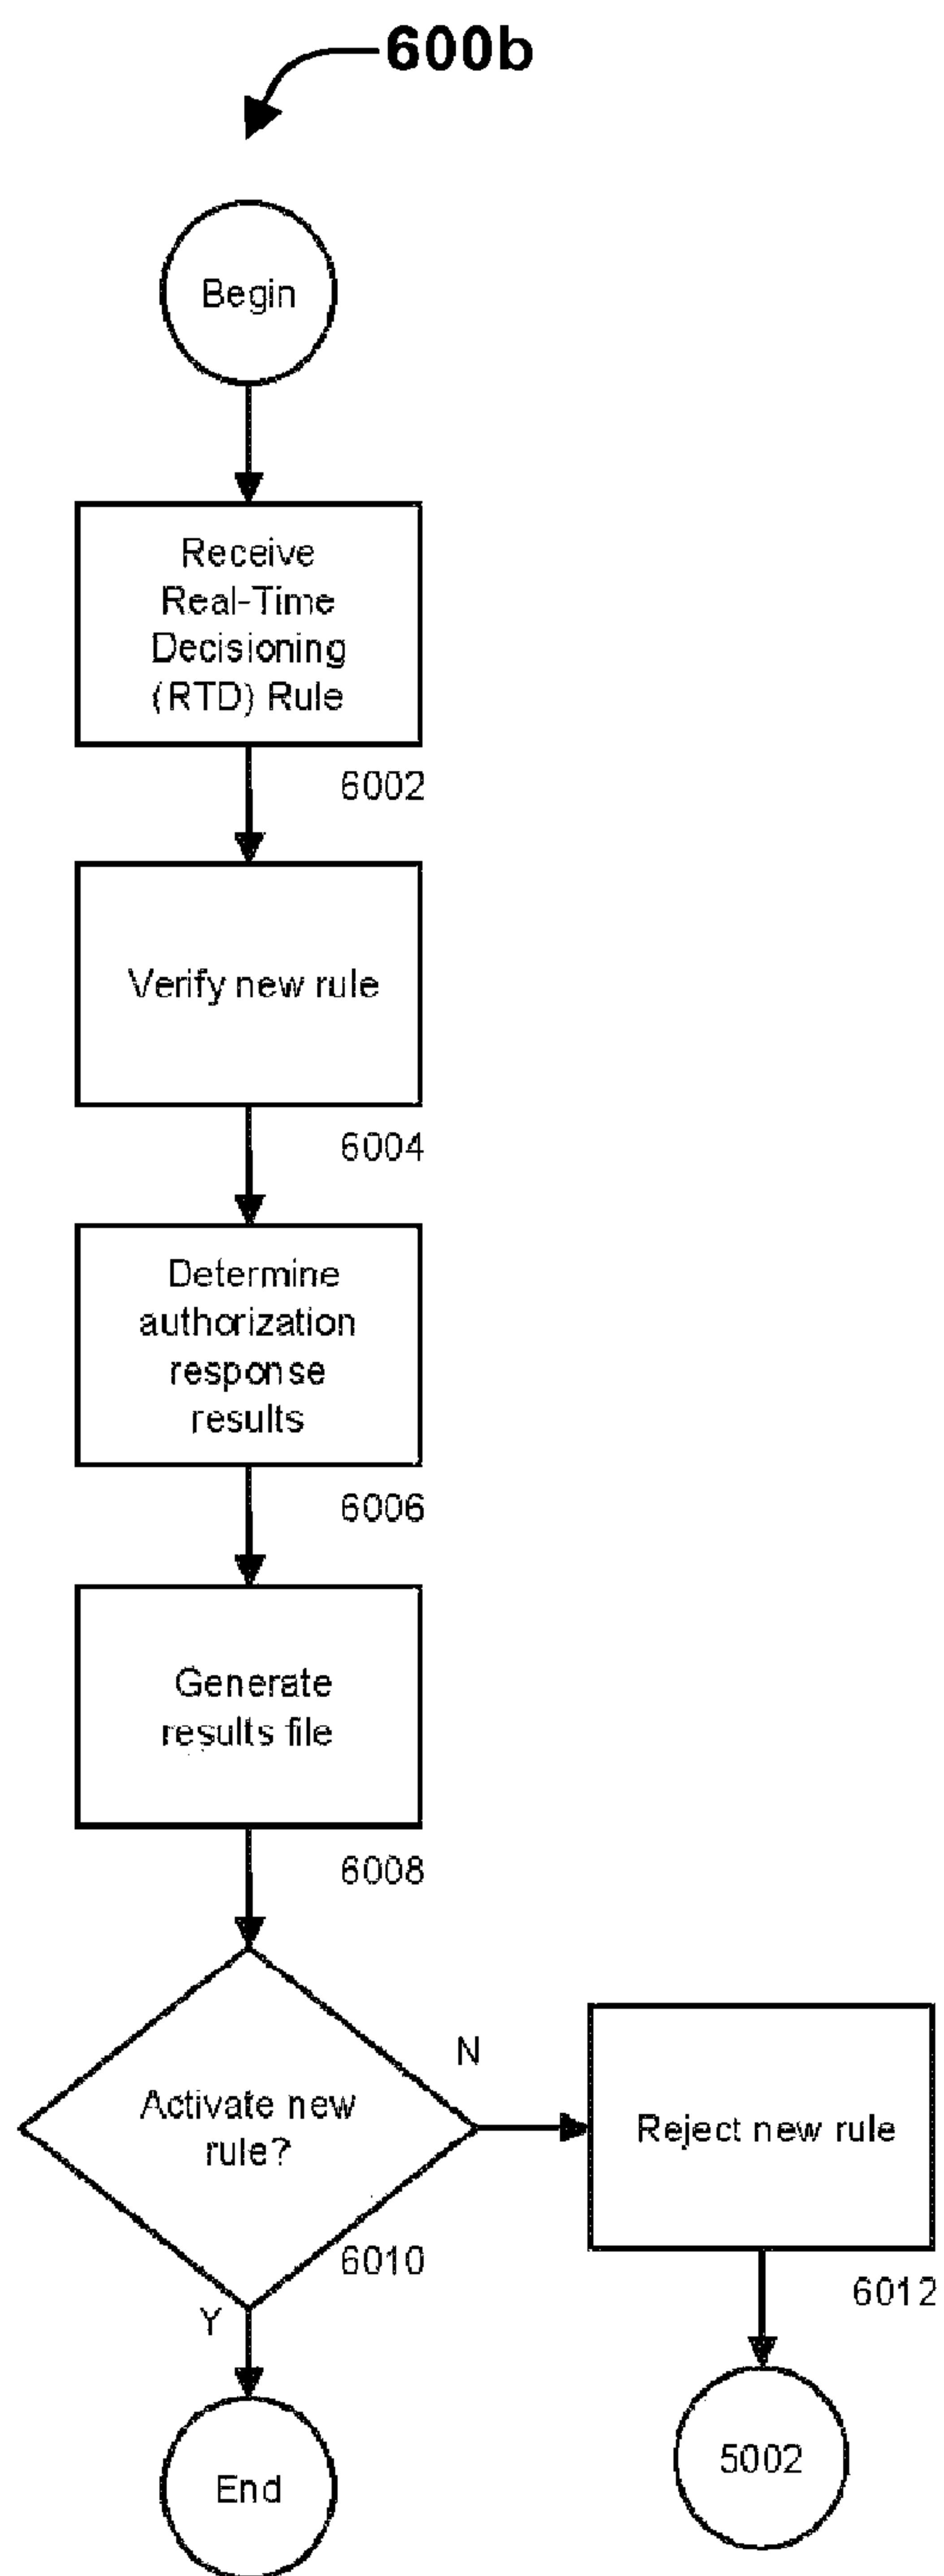 600b
Begin
Receive
Real-Time
Decisioning
(RTD) Rule
6002
Verify new rule
6004
Determine
authorization
response
results
6006
Generate
results file
6008
Activate new
rule?
6010
N
Reject new rule
6012
Y
End
5002